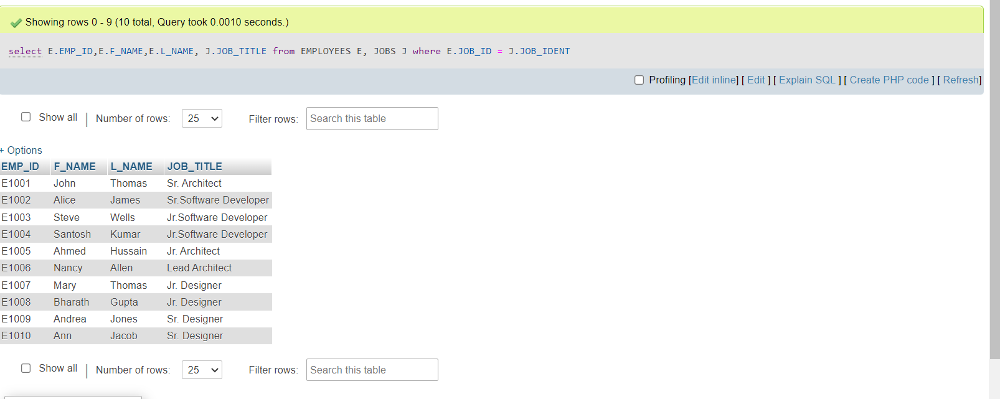 Showing rows 0 - 9 (10 total, Query took 0.0010 seconds.)
select E.EMP_ID,E.F_NAME,E.L_NAME, J.JOB_TITLE from EMPLOYEES E, JOBS J where E.JOB_ID = J.JOB_IDENT
Profiling [Edit inline] [ Edit ] [ Explain SQL ] [ Create PHP code ] [ Refresh]
Show all | Number of rows: 25 Filter rows: Search this table
+ Options
EMP_ID F_NAME L_NAME JOB_TITLE
E1001 John Thomas Sr. Architect
E1002 Alice James Sr.Software Developer
E1003 Steve Wells Jr.Software Developer
E1004 Santosh Kumar Jr.Software Developer
E1005 Ahmed Hussain Jr. Architect
E1006 Nancy Allen Lead Architect
E1007 Mary Thomas Jr. Designer
E1008 Bharath Gupta Jr. Designer
E1009 Andrea Jones Sr. Designer
E1010 Ann Jacob Sr. Designer
Show all | Number of rows: 25 Filter rows: Search this table